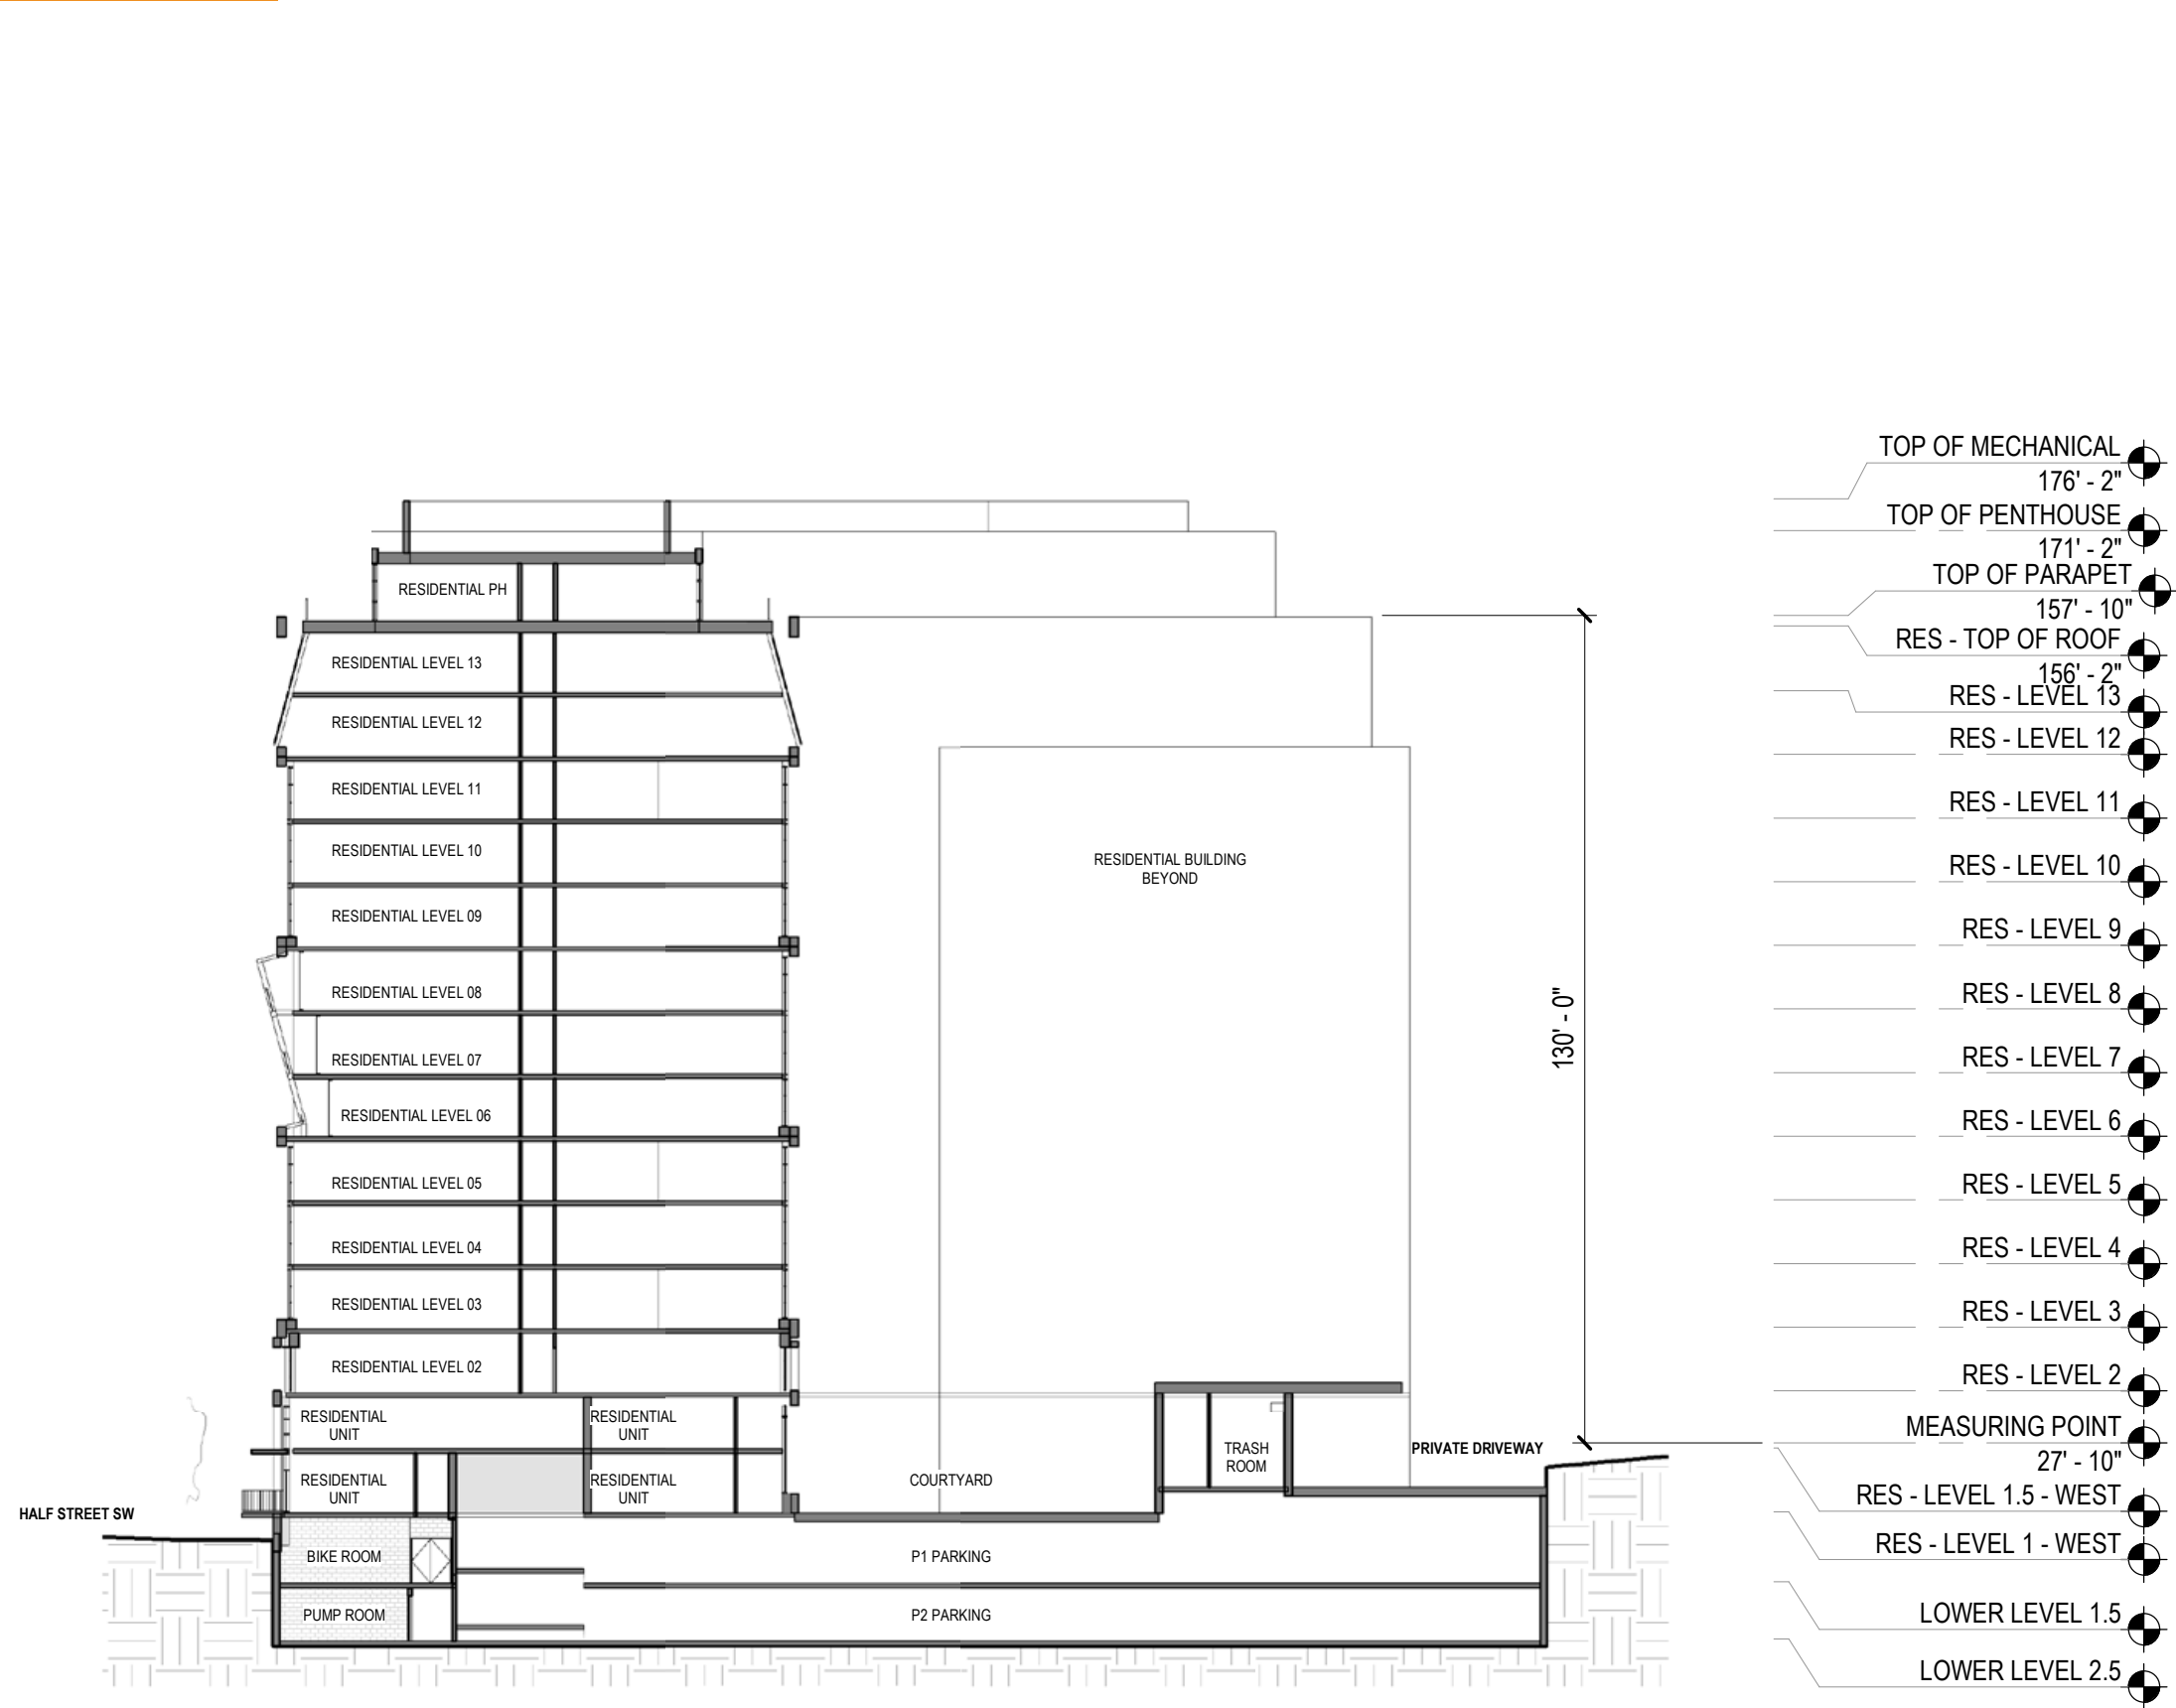 TOP OF MECHANICAL
176' - 2"
TOP OF PENTHOUSE
171' - 2"
TOP OF PARAPET
157' - 10"
RES - TOP OF ROOF
156' - 2"
RES - LEVEL 13
RES - LEVEL 12
RES - LEVEL 11
RES - LEVEL 10
RES - LEVEL 9
RES - LEVEL 8
RES - LEVEL 7
RES - LEVEL 6
RES - LEVEL 5
RES - LEVEL 4
RES - LEVEL 3
RES - LEVEL 2
MEASURING POINT
27' - 10"
RES - LEVEL 1.5 - WEST
RES - LEVEL 1 - WEST
LOWER LEVEL 1.5
LOWER LEVEL 2.5
RESIDENTIAL PH
RESIDENTIAL LEVEL 13
RESIDENTIAL LEVEL 12
RESIDENTIAL LEVEL 11
RESIDENTIAL LEVEL 10
RESIDENTIAL LEVEL 09
RESIDENTIAL LEVEL 08
RESIDENTIAL LEVEL 07
RESIDENTIAL LEVEL 06
RESIDENTIAL LEVEL 05
RESIDENTIAL LEVEL 04
RESIDENTIAL LEVEL 03
RESIDENTIAL LEVEL 02
RESIDENTIAL
UNIT
RESIDENTIAL
UNIT
RESIDENTIAL
UNIT
RESIDENTIAL
UNIT
BIKE ROOM
PUMP ROOM
HALF STREET SW
RESIDENTIAL BUILDING
BEYOND
COURTYARD
TRASH
ROOM
PRIVATE DRIVEWAY
P1 PARKING
P2 PARKING
130' - 0"